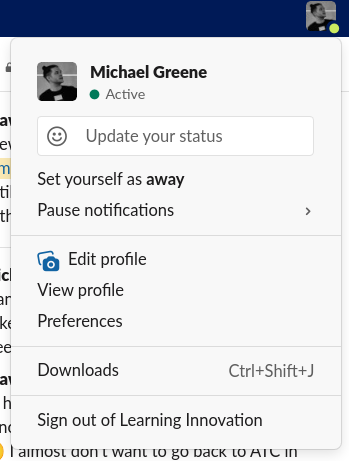 Michael Greene
Active
Update your status
Set yourself as away
Pause notifications
Edit profile
View profile
Preferences
Downloads Ctrl+Shift+J
Sign out of Learning Innovation
I almost don't want to go back to ATC in